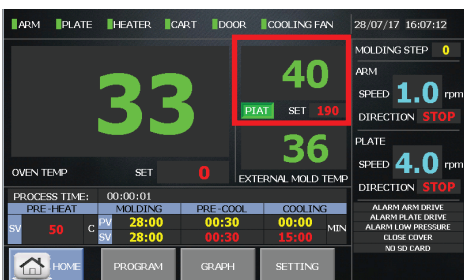 ARM PLATE HEATER CART DOOR COOLING FAN 28/07/17 16:07:12
MOLDING STEP 0
33
40
PIAT SET 190
ARM
SPEED 1.0 rpm
DIRECTION STOP
36
PLATE
SPEED 4.0 rpm
DIRECTION STOP
OVEN TEMP SET 0
EXTERNAL MOLD TEMP
PROCESS TIME: 00:00:01
PRE-HEAT MOLDING PRE-COOL COOLING
SV 50 C
PV 28:00 00:30 00:00
SV 28:00 00:30 15:00
MIN
ALARM ARM DRIVE
ALARM PLATE DRIVE
ALARM LOW PRESSURE
CLOSE COVER
NO SD CARD
HOME PROGRAM GRAPH SETTING